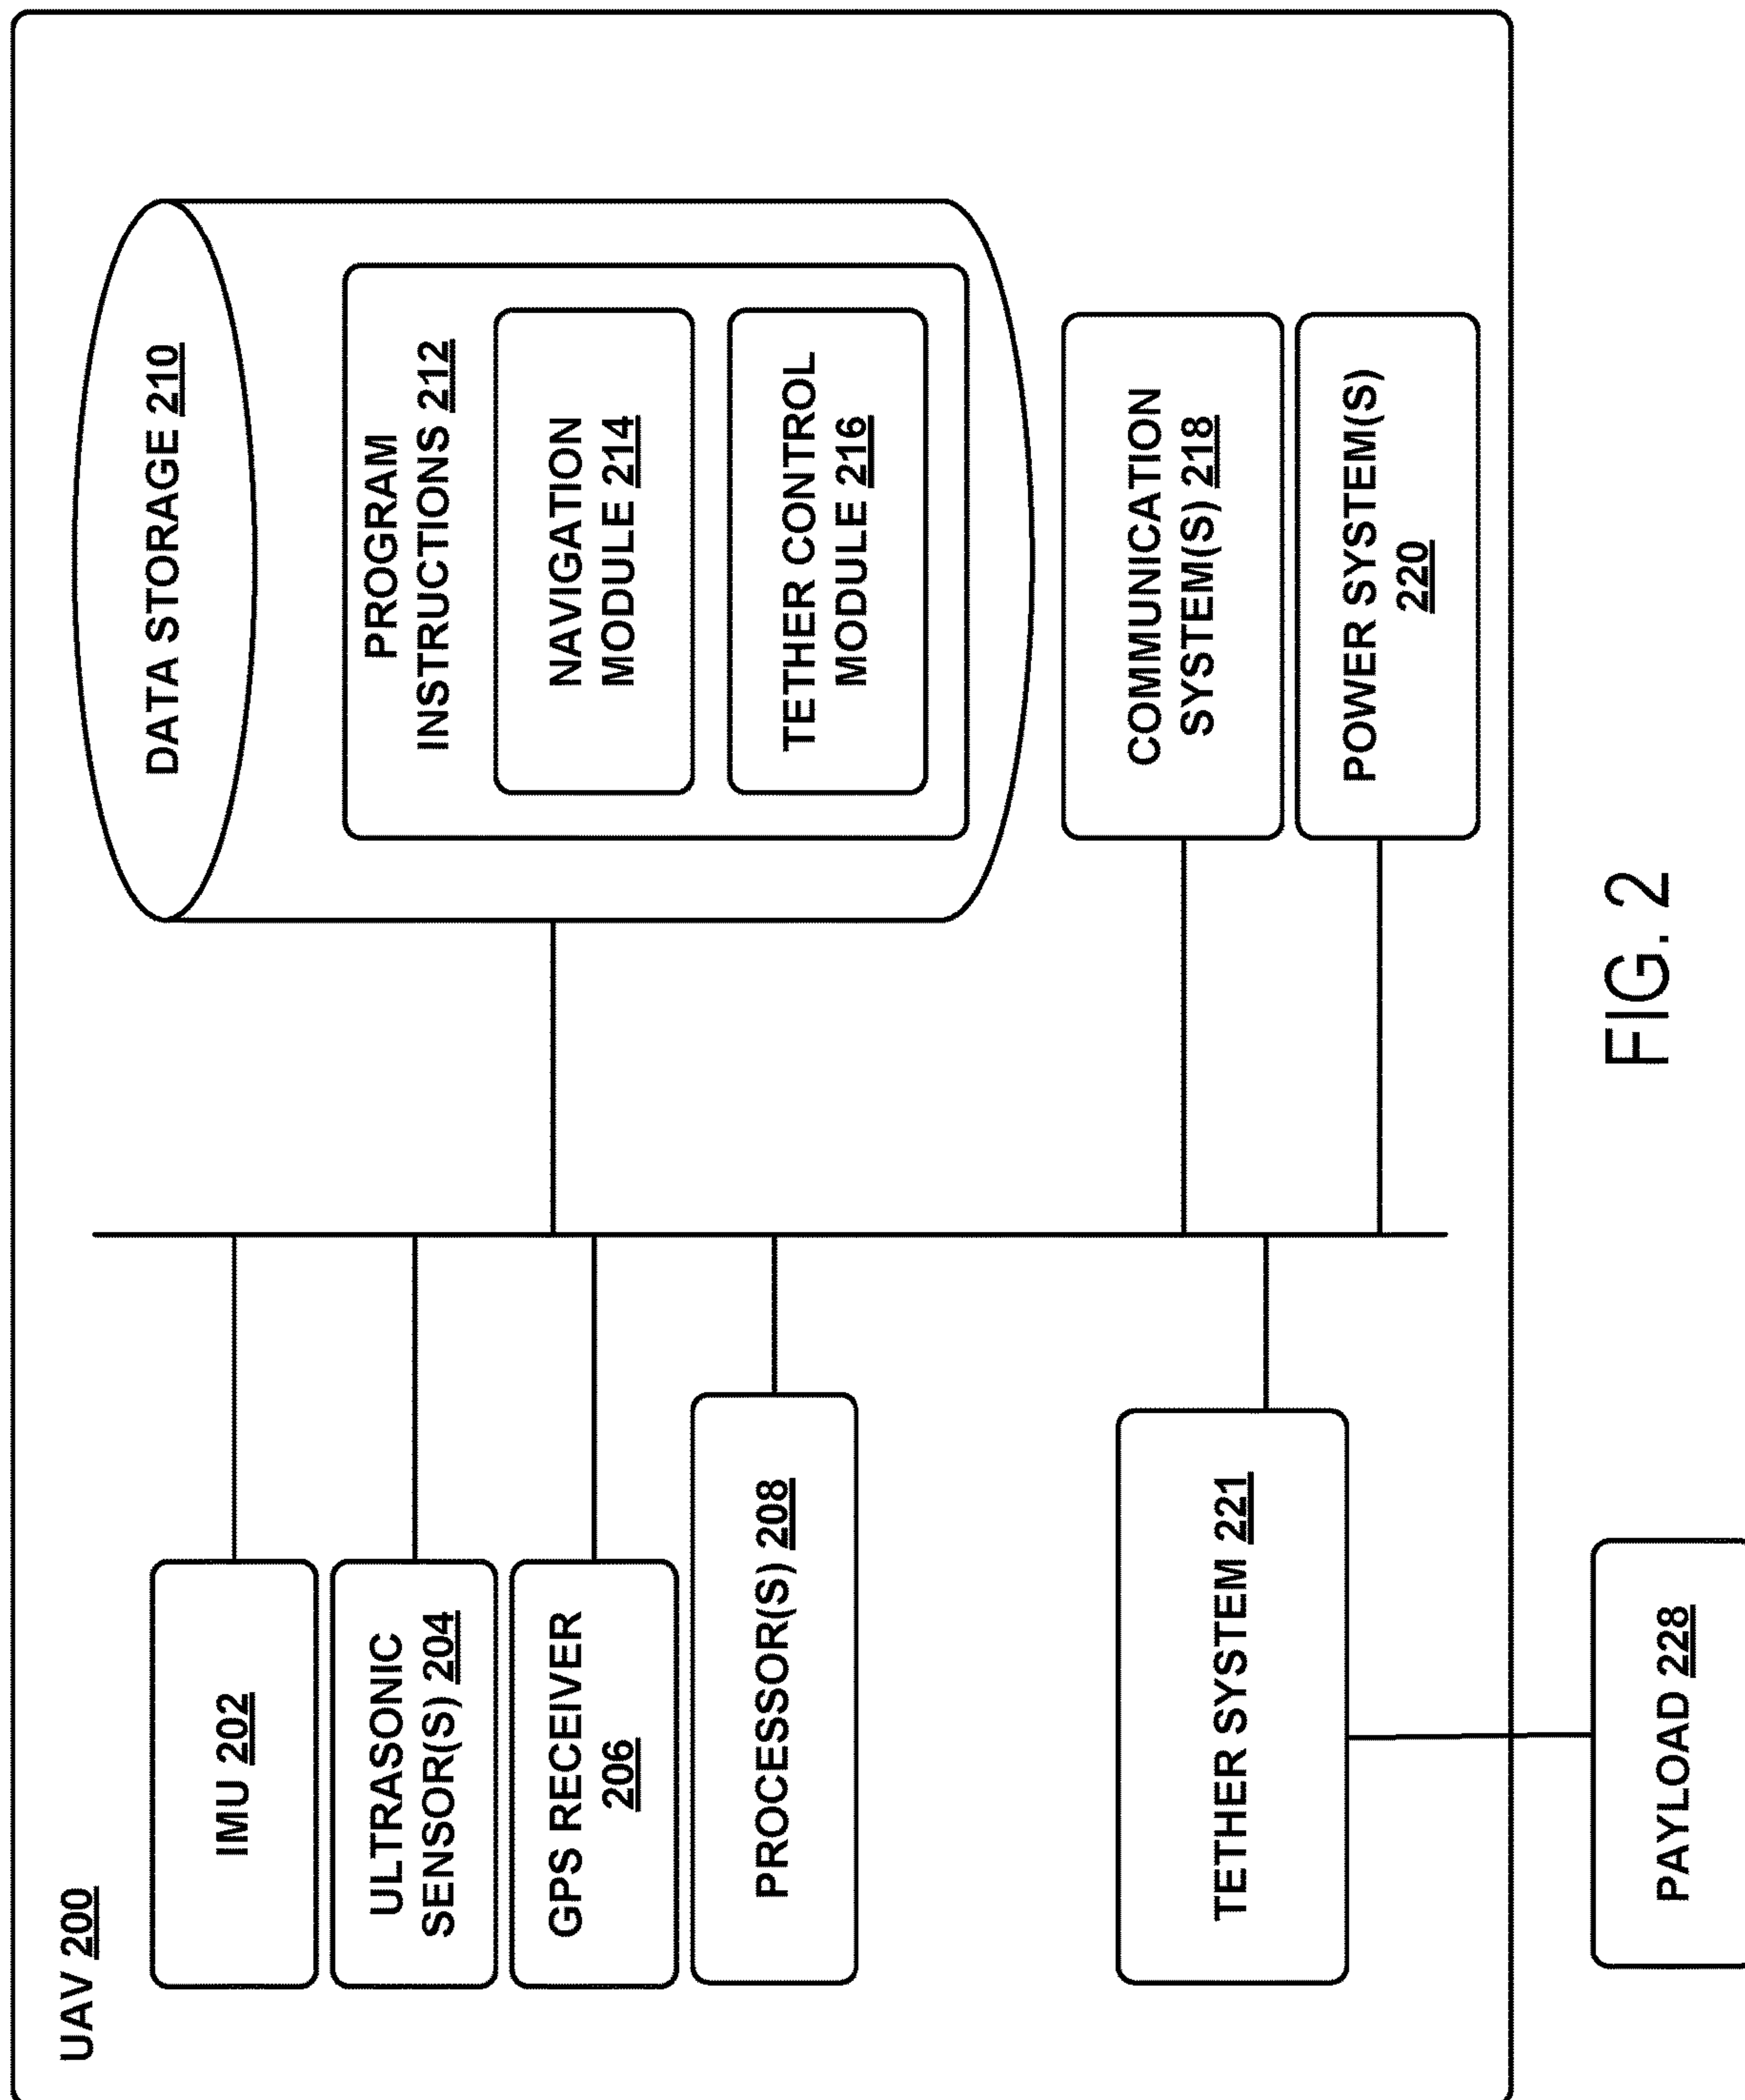 UAV 200
IMU 202
ULTRASONIC
SENSOR(S) 204
GPS RECEIVER
206
PROCESSOR(S) 208
TETHER SYSTEM 221
PAYLOAD 228
DATA STORAGE 210
PROGRAM
INSTRUCTIONS 212
NAVIGATION
MODULE 214
TETHER CONTROL
MODULE 216
COMMUNICATION
SYSTEM(S) 218
POWER SYSTEM(S)
220
FIG. 2